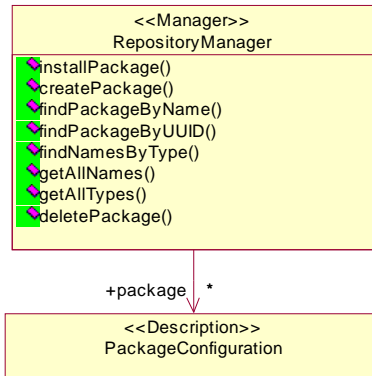 <<Manager>>
RepositoryManager
installPackage()
createPackage()
findPackageByName()
findPackageByUUID()
findNamesByType()
getAllNames()
getAllTypes()
deletePackage()
+package *
<<Description>>
PackageConfiguration